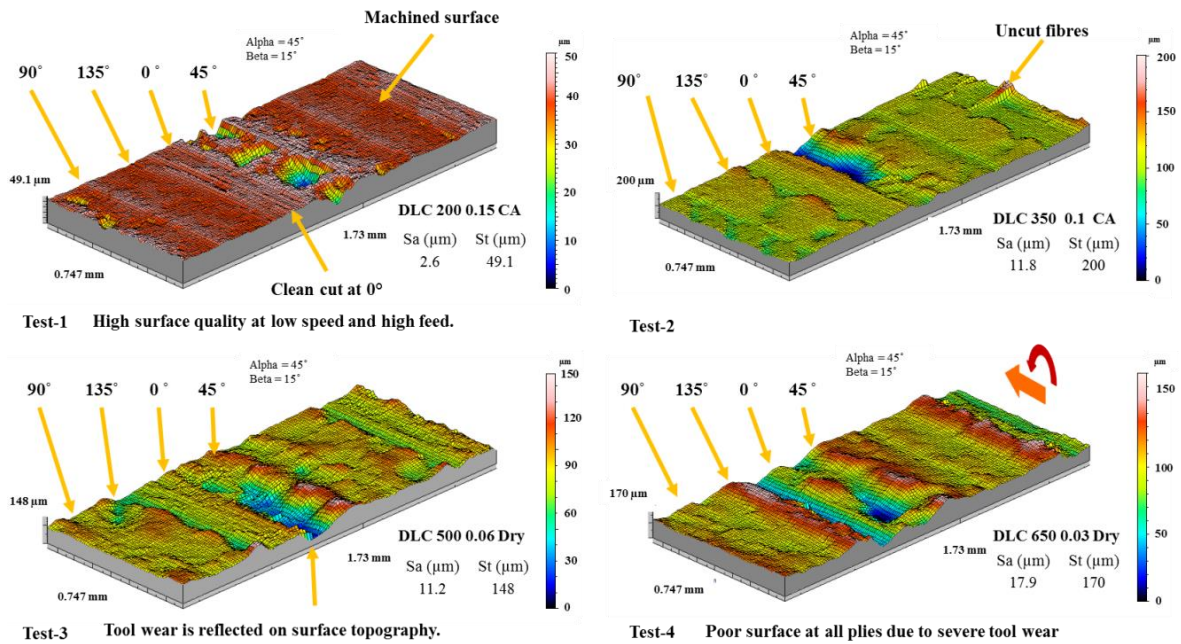 Machined surface
Alpha = 45°
Beta = 15°
90° 135° 0° 45°
µm
50
40
30
20
10
0
49.1 µm
0.747 mm
1.73 mm
DLC 200 0.15 CA
Sa (µm) St (µm)
2.6 49.1
Clean cut at 0°
Test-1 High surface quality at low speed and high feed.
Uncut fibres
Alpha = 45°
Beta = 15°
90° 135° 0° 45°
µm
200
150
100
50
0
200 µm
0.747 mm
1.73 mm
DLC 350 0.1 CA
Sa (µm) St (µm)
11.8 200
Test-2
Alpha = 45°
Beta = 15°
90° 135° 0° 45°
µm
150
120
90
60
30
0
148 µm
0.747 mm
1.73 mm
DLC 500 0.06 Dry
Sa (µm) St (µm)
11.2 148
Test-3 Tool wear is reflected on surface topography.
Alpha = 45°
Beta = 15°
90° 135° 0° 45°
µm
150
100
50
0
170 µm
0.747 mm
1.73 mm
DLC 650 0.03 Dry
Sa (µm) St (µm)
17.9 170
Test-4 Poor surface at all plies due to severe tool wear